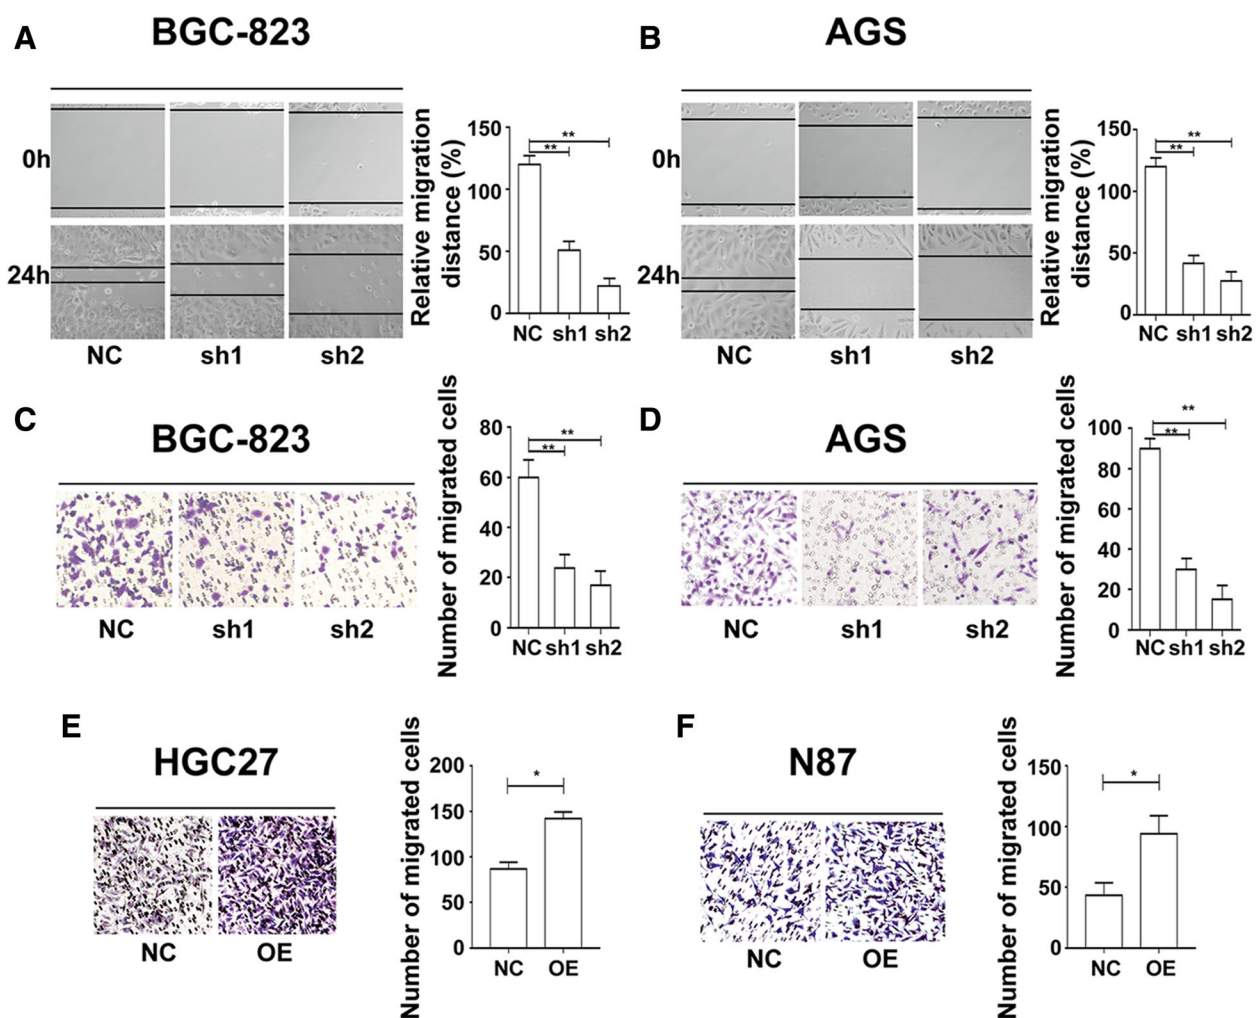 A BGC-823
0h
24h
NC sh1 sh2
Relative migration
distance (%)
150
100
50
0
** **
NC sh1 sh2
B AGS
0h
24h
NC sh1 sh2
Relative migration
distance (%)
150
100
50
0
** **
NC sh1 sh2
C BGC-823
NC sh1 sh2
Number of migrated cells
80
60
40
20
0
** **
NC sh1 sh2
D AGS
NC sh1 sh2
Number of migrated cells
100
80
60
40
20
0
** **
NC sh1 sh2
E HGC27
NC OE
Number of migrated cells
200
150
100
50
0
*
NC OE
F N87
NC OE
Number of migrated cells
150
100
50
0
*
NC OE